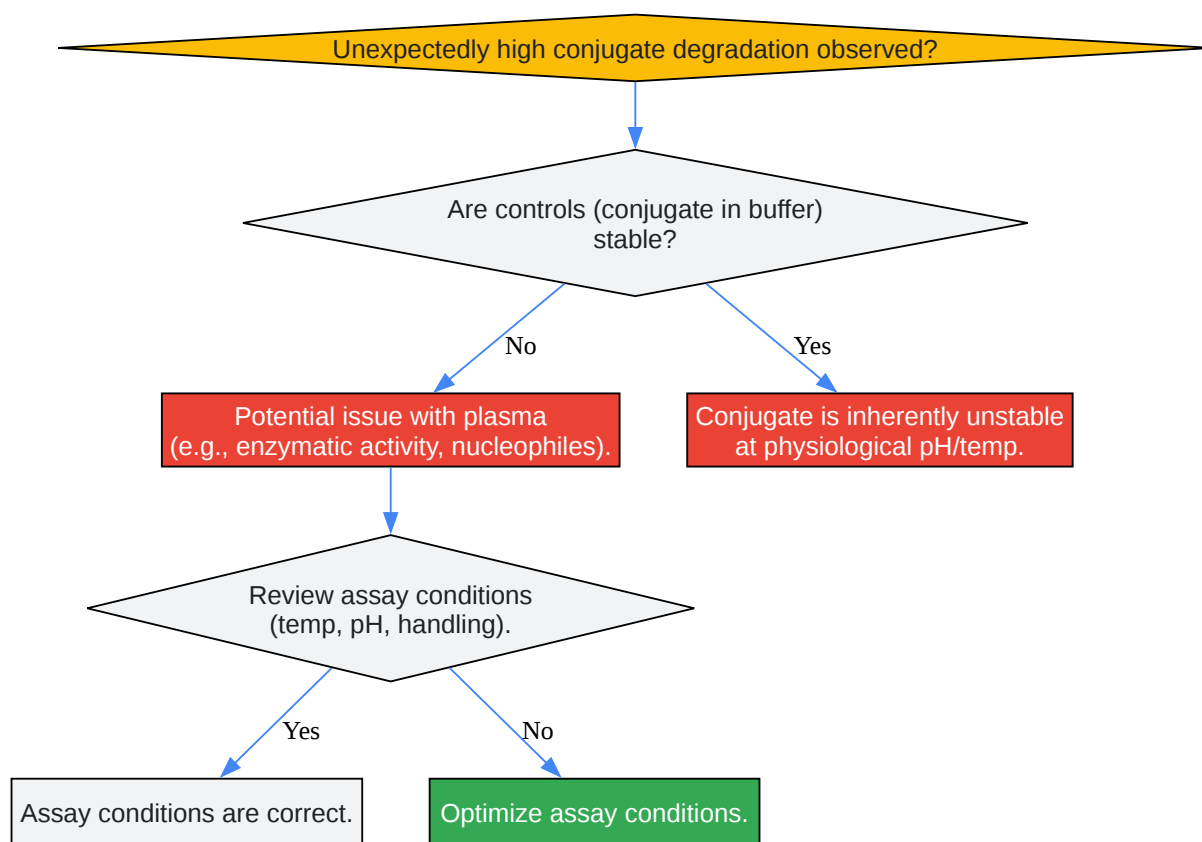 Unexpectedly high conjugate degradation observed?
Are controls (conjugate in buffer)
stable?
No
Yes
Potential issue with plasma
(e.g., enzymatic activity, nucleophiles).
Conjugate is inherently unstable
at physiological pH/temp.
Review assay conditions
(temp, pH, handling).
Yes
No
Assay conditions are correct.
Optimize assay conditions.